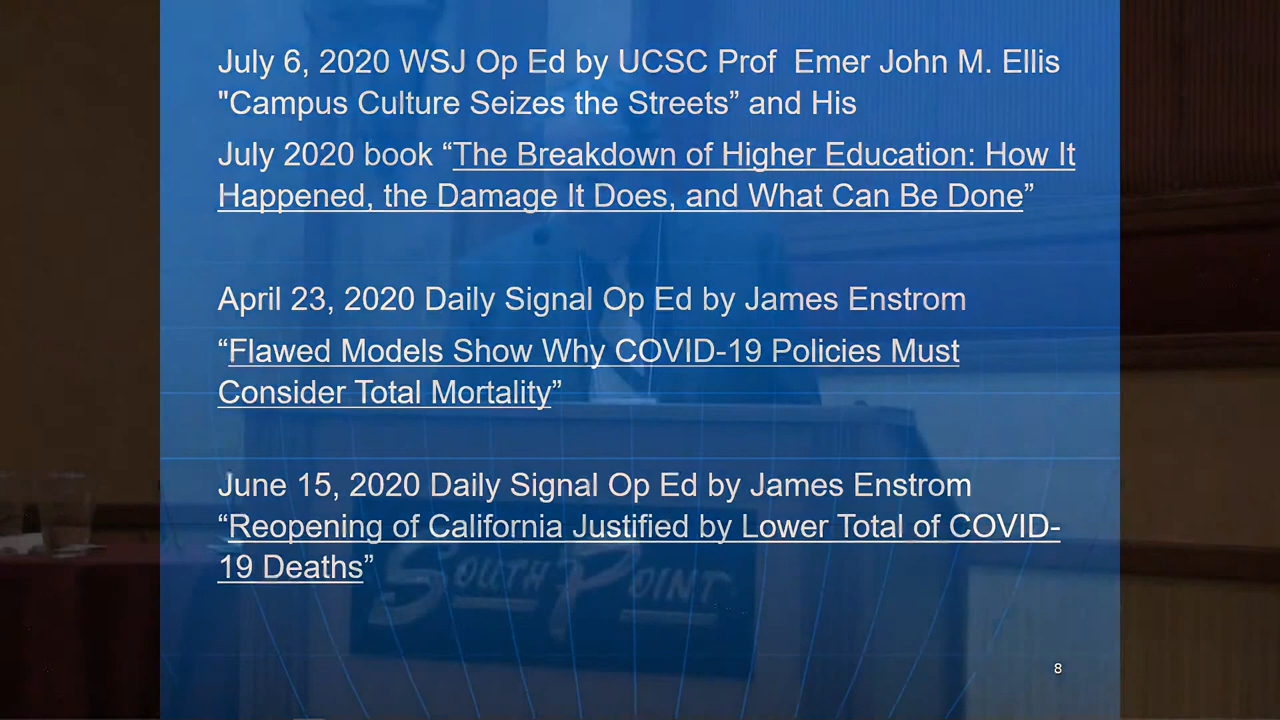 July 6, 2020 WSJ Op Ed by UCSC Prof  Emer John M. Ellis
"Campus Culture Seizes the Streets” and His
July 2020 book “The Breakdown of Higher Education: How It
Happened, the Damage It Does, and What Can Be Done”
April 23, 2020 Daily Signal Op Ed by James Enstrom
“Flawed Models Show Why COVID-19 Policies Must
Consider Total Mortality”
June 15, 2020 Daily Signal Op Ed by James Enstrom
“Reopening of California Justified by Lower Total of COVID-
19 Deaths”
SOUTH POINT
8